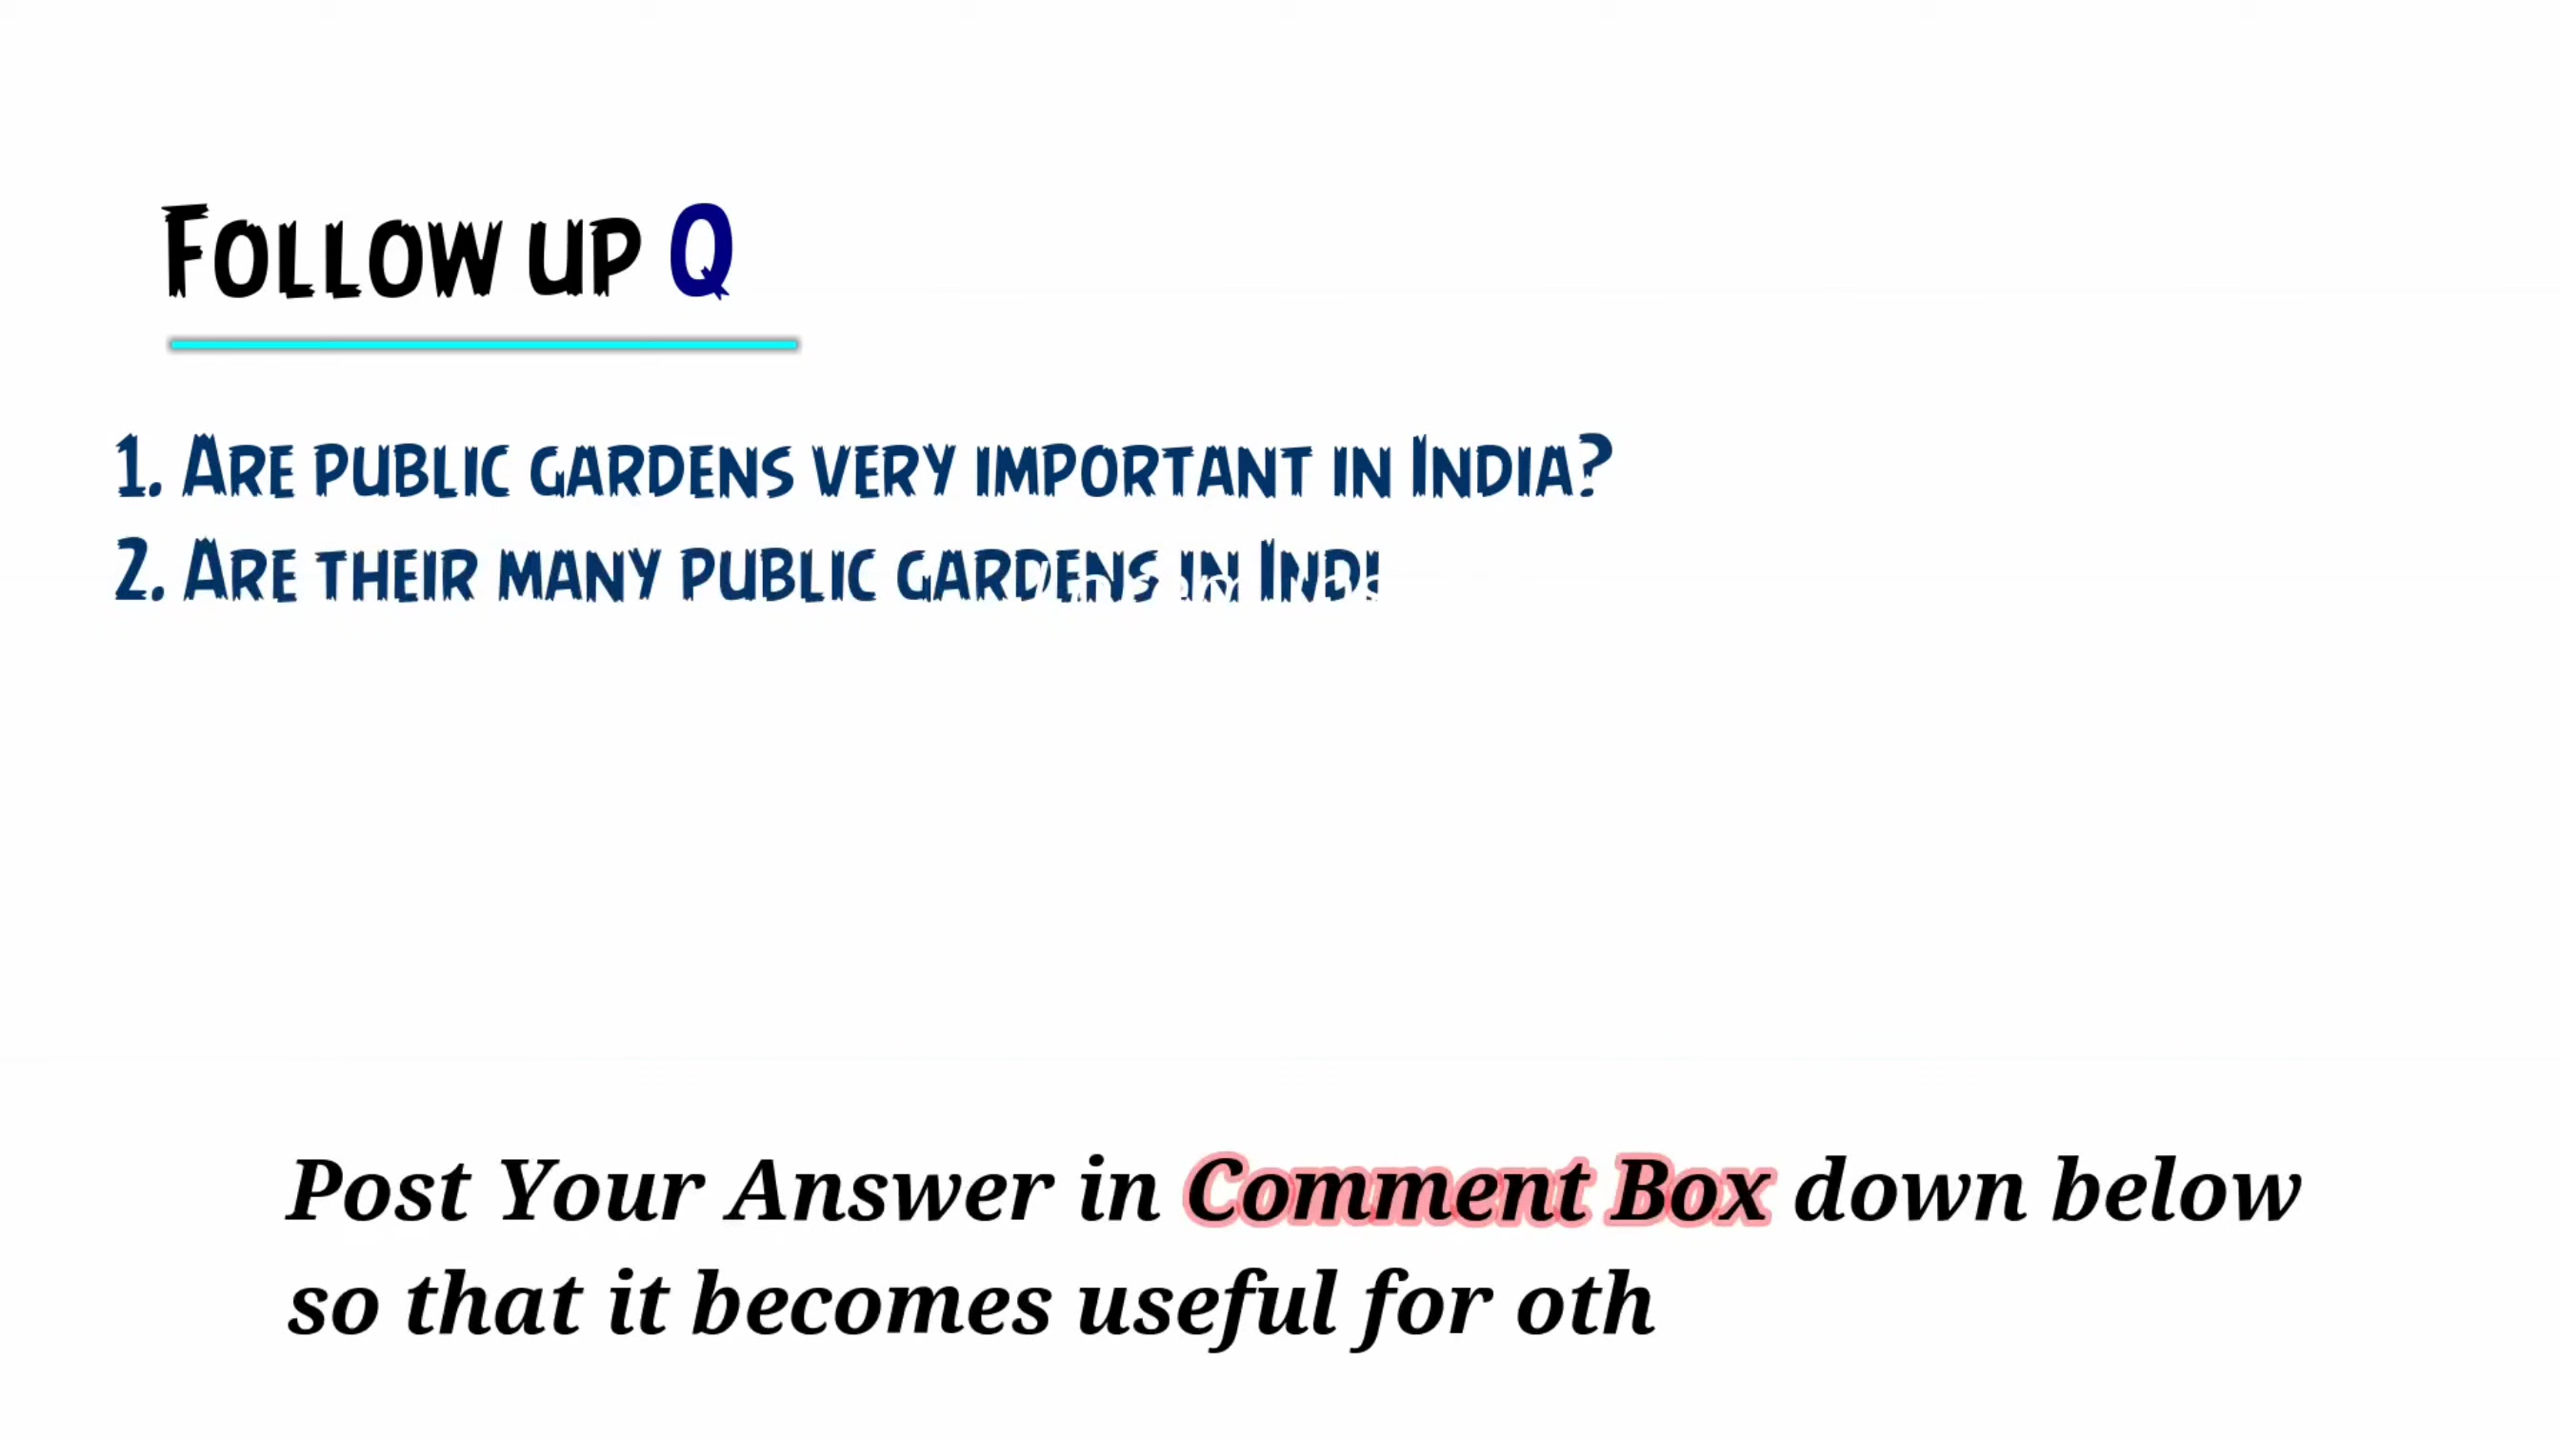 Follow up Q
1. Are public gardens very important in India?
2. Are their many public gardens in Indi
Post Your Answer in Comment Box down below
so that it becomes useful for oth